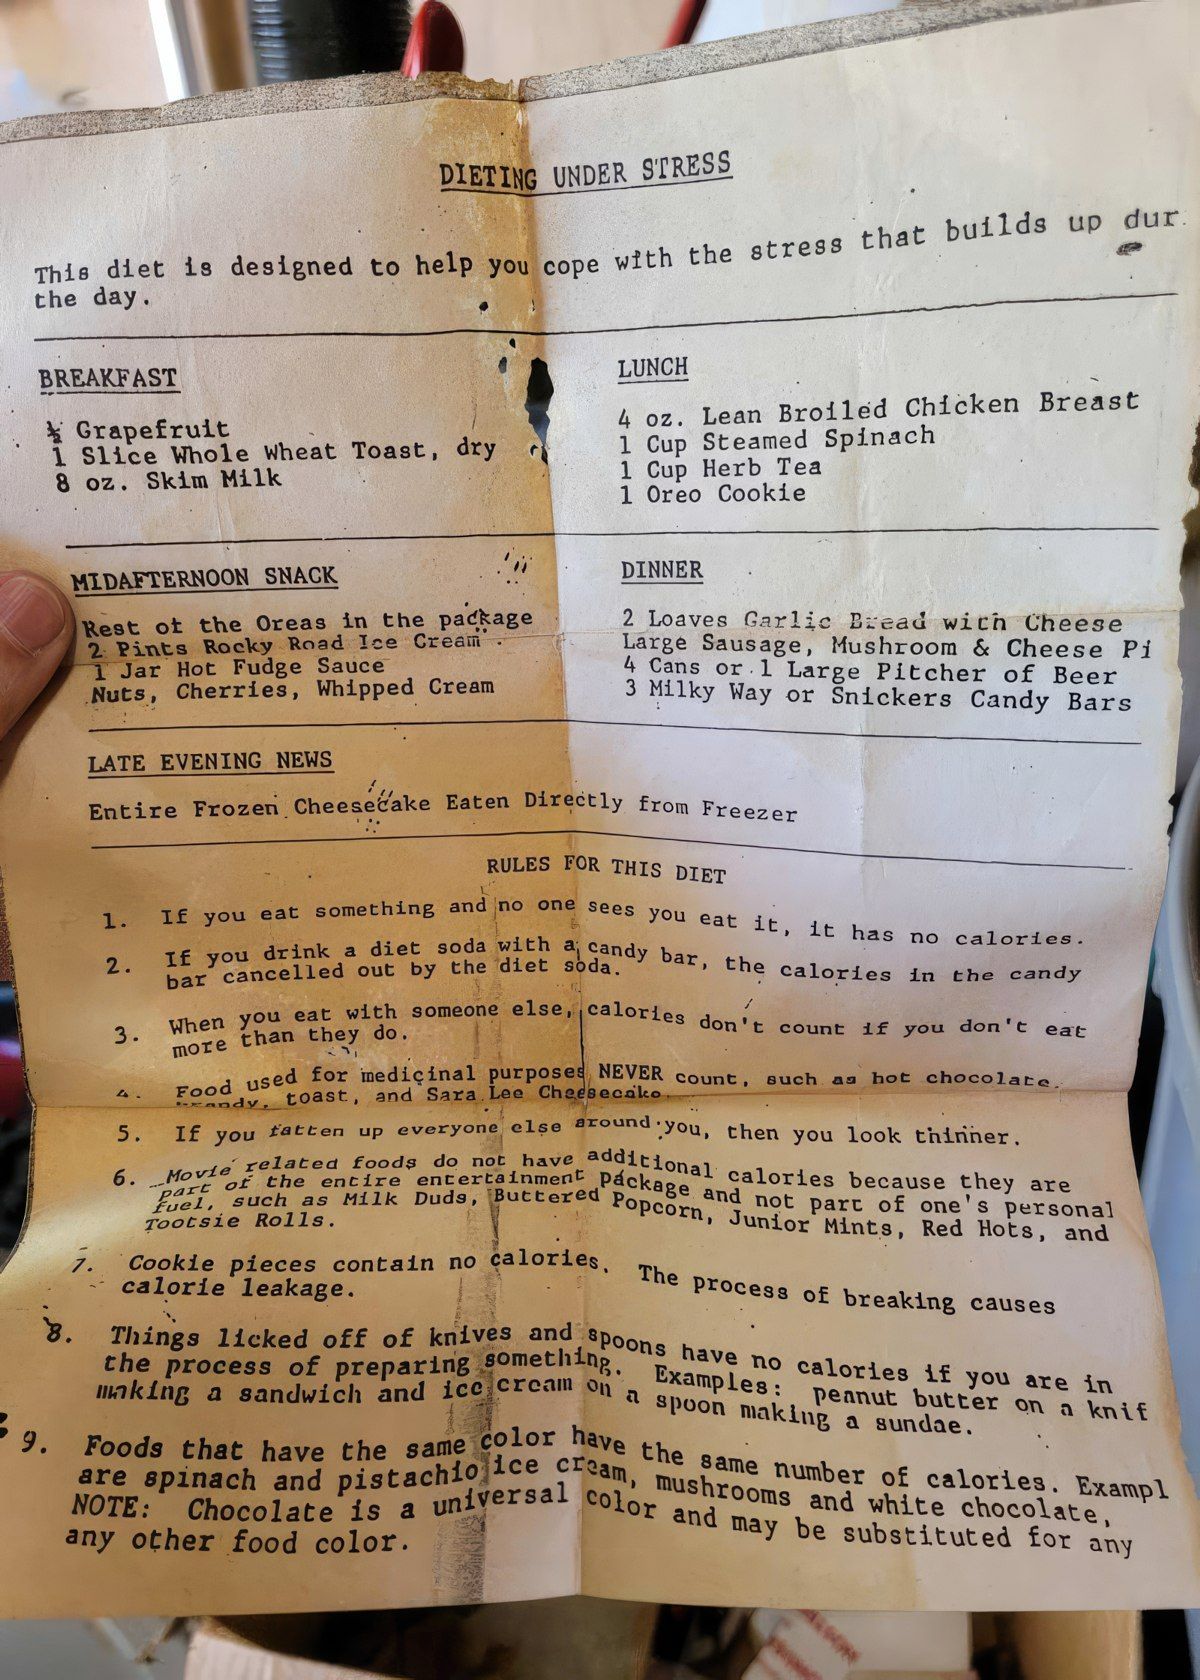 DIETING UNDER STRESS
This diet is designed to help you cope with the stress that builds up dur
the day.
BREAKFAST
½ Grapefruit
1 Slice Whole Wheat Toast, dry
8 oz. Skim Milk
LUNCH
4 oz. Lean Broiled Chicken Breast
1 Cup Steamed Spinach
1 Cup Herb Tea
1 Oreo Cookie
MIDAFTERNOON SNACK
Rest of the Oreas in the package
2 Pints Rocky Road Ice Cream
1 Jar Hot Fudge Sauce
Nuts, Cherries, Whipped Cream
DINNER
2 Loaves Garlic Bread with Cheese
Large Sausage, Mushroom & Cheese Pi
4 Cans or 1 Large Pitcher of Beer
3 Milky Way or Snickers Candy Bars
LATE EVENING NEWS
Entire Frozen Cheesecake Eaten Directly from Freezer
RULES FOR THIS DIET
1. If you eat something and no one sees you eat it, it has no calories.
2. If you drink a diet soda with a candy bar, the calories in the candy
bar cancelled out by the diet soda.
3. When you eat with someone else, calories don't count if you don't eat
more than they do.
4. Food used for medicinal purposes NEVER count, such as hot chocolate,
brandy, toast, and Sara Lee Cheesecake.
5. If you fatten up everyone else around you, then you look thinner.
6. Movie related foods do not have additional calories because they are
part of the entire entertainment package and not part of one's personal
fuel, such as Milk Duds, Buttered Popcorn, Junior Mints, Red Hots, and
Tootsie Rolls.
7. Cookie pieces contain no calories. The process of breaking causes
calorie leakage.
8. Things licked off of knives and spoons have no calories if you are in
the process of preparing something. Examples: peanut butter on a knif
making a sandwich and ice cream on a spoon making a sundae.
9. Foods that have the same color have the same number of calories. Exampl
are spinach and pistachio ice cream, mushrooms and white chocolate,
NOTE: Chocolate is a universal color and may be substituted for any
any other food color.